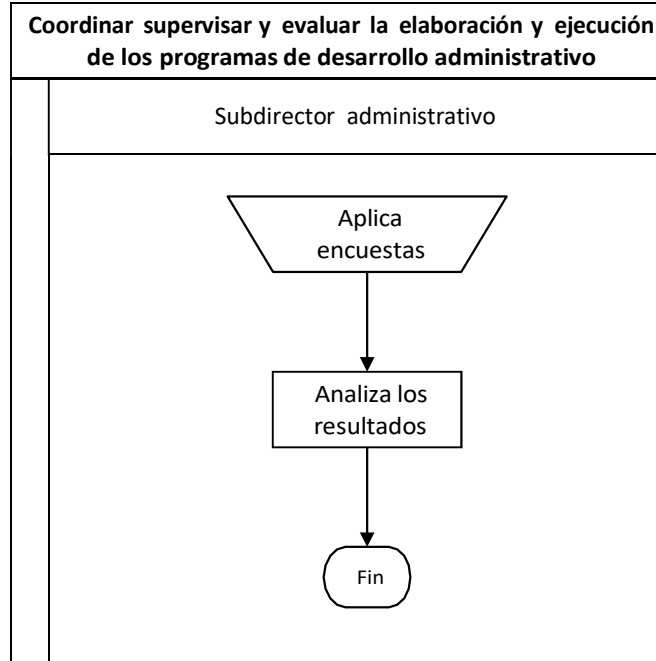 Coordinar supervisar y evaluar la elaboración y ejecución
de los programas de desarrollo administrativo
Subdirector administrativo
Aplica
encuestas
Analiza los
resultados
Fin